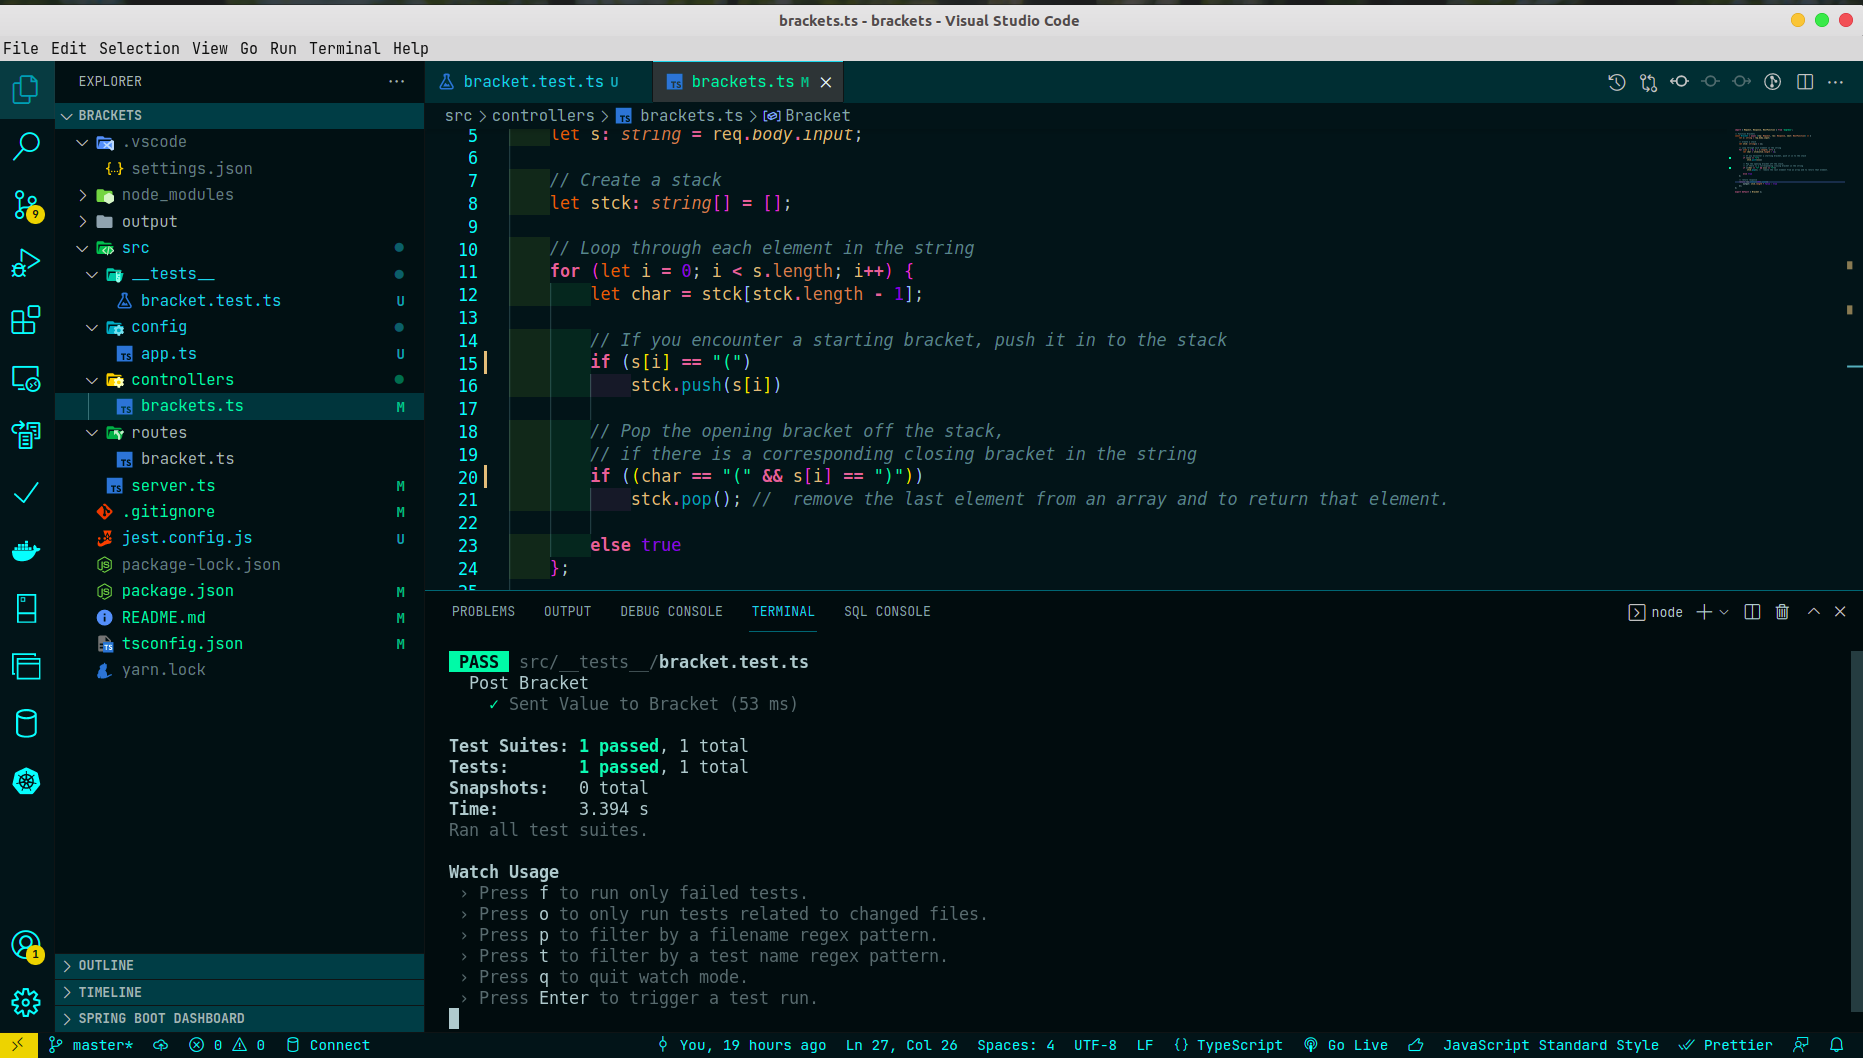 brackets.ts - brackets - Visual Studio Code
File Edit Selection View Go Run Terminal Help
EXPLORER
BRACKETS
.vscode
{..} settings.json
node_modules
output
src
__tests__
bracket.test.ts U
config
TS app.ts U
controllers
TS brackets.ts M
routes
TS bracket.ts
TS server.ts M
.gitignore M
jest.config.js U
package-lock.json
package.json M
README.md M
tsconfig.json M
yarn.lock
OUTLINE
TIMELINE
SPRING BOOT DASHBOARD
9
1
bracket.test.ts U
TS brackets.ts M
src > controllers > TS brackets.ts > Bracket
5 let s: string = req.body.input;
6
7 // Create a stack
8 let stck: string[] = [];
9
10 // Loop through each element in the string
11 for (let i = 0; i < s.length; i++) {
12 let char = stck[stck.length - 1];
13
14 // If you encounter a starting bracket, push it in to the stack
15 if (s[i] == "(")
16 stck.push(s[i])
17
18 // Pop the opening bracket off the stack,
19 // if there is a corresponding closing bracket in the string
20 if ((char == "(" && s[i] == ")"))
21 stck.pop(); //  remove the last element from an array and to return that element.
22
23 else true
24 };
25
PROBLEMS OUTPUT DEBUG CONSOLE TERMINAL SQL CONSOLE
node
PASS src/__tests__/bracket.test.ts
Post Bracket
✓ Sent Value to Bracket (53 ms)
Test Suites: 1 passed, 1 total
Tests: 1 passed, 1 total
Snapshots: 0 total
Time: 3.394 s
Ran all test suites.
Watch Usage
› Press f to run only failed tests.
› Press o to only run tests related to changed files.
› Press p to filter by a filename regex pattern.
› Press t to filter by a test name regex pattern.
› Press q to quit watch mode.
› Press Enter to trigger a test run.
master* 0 0 Connect You, 19 hours ago Ln 27, Col 26 Spaces: 4 UTF-8 LF {} TypeScript Go Live JavaScript Standard Style Prettier